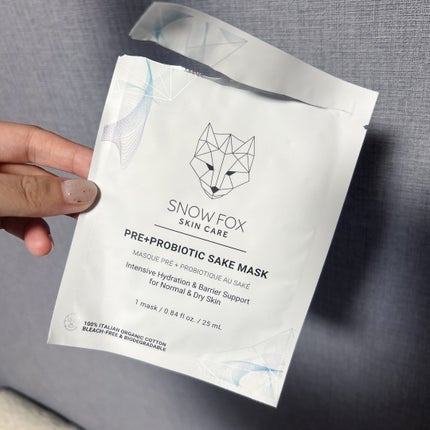 SNOW FOX
SKIN CARE
PRE+PROBIOTIC SAKE MASK
MASQUE PRÉ + PROBIOTIQUE AU SAKÉ
Intensive Hydration & Barrier Support
for Normal & Dry Skin
1 mask / 0.84 fl. oz. / 25 mL
100% ITALIAN ORGANIC COTTON
BLEACH-FREE & BIODEGRADABLE